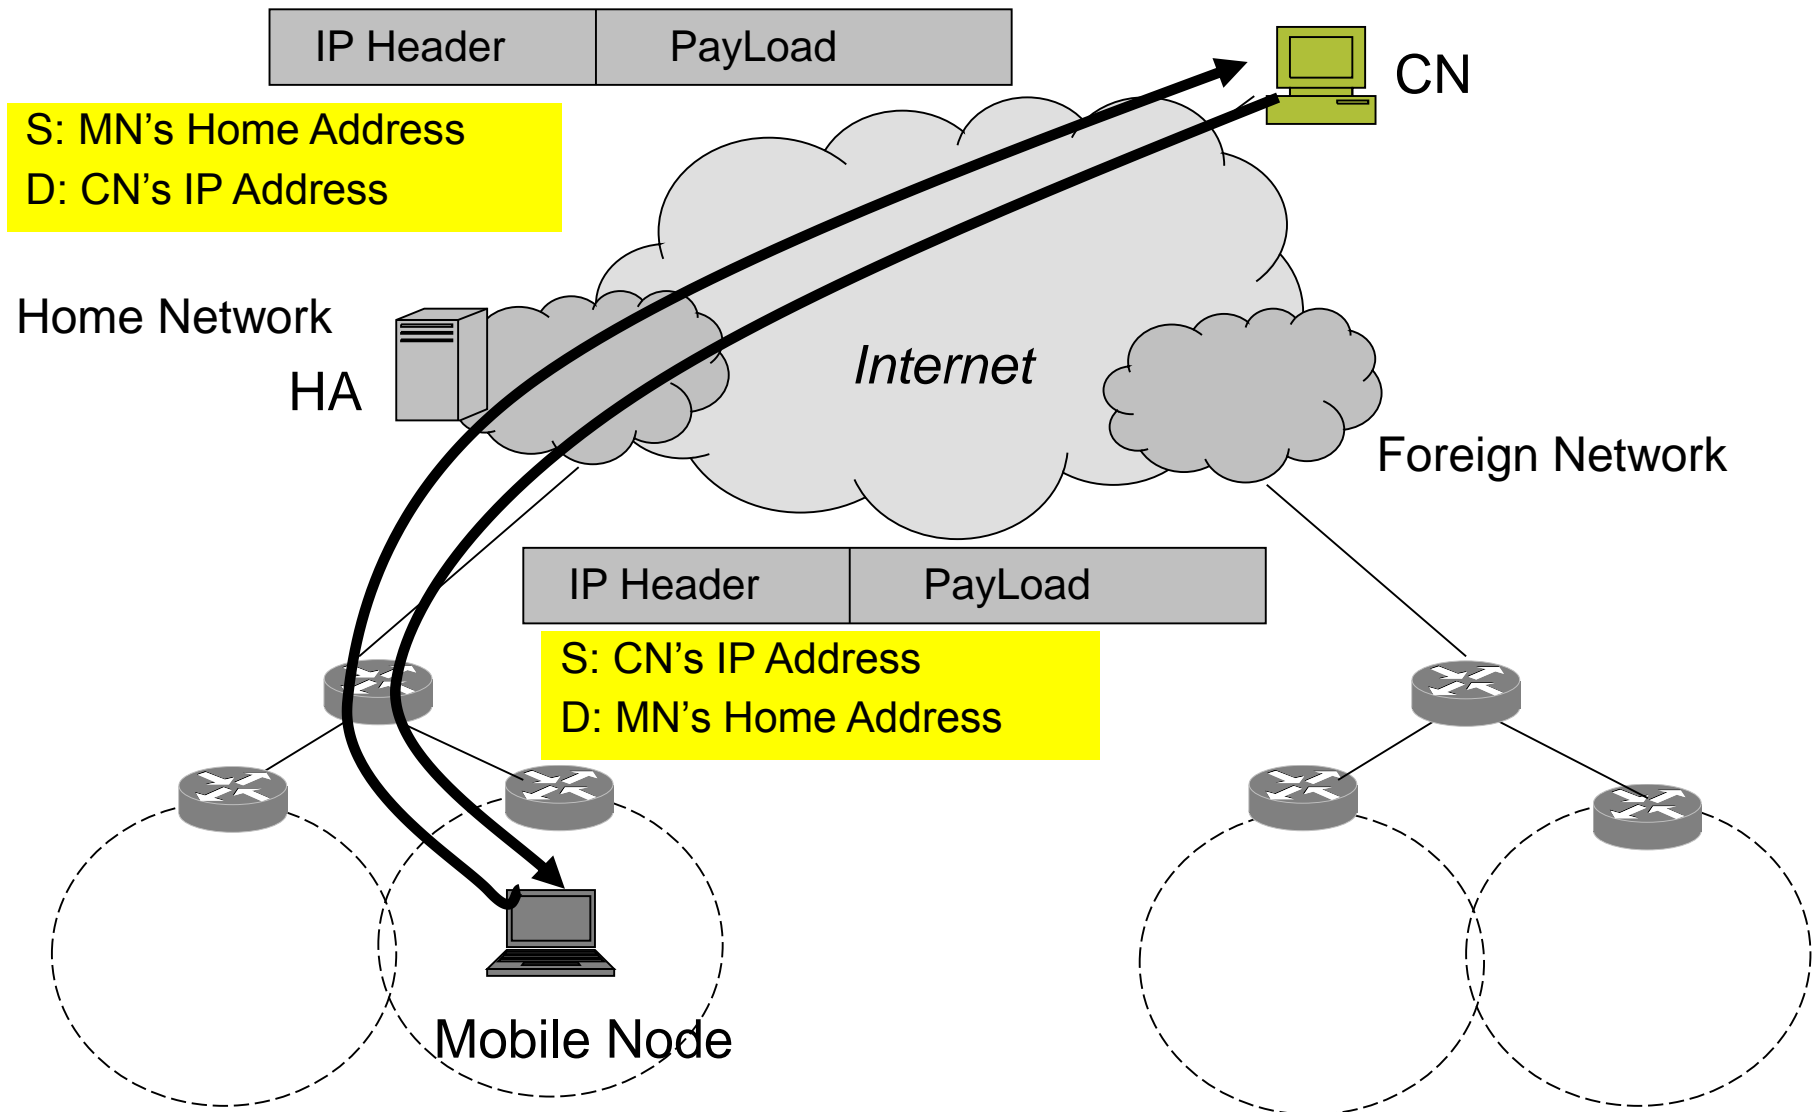 IP Header PayLoad
CN
S: MN’s Home Address
D: CN’s IP Address
Home Network
HA
Internet
Foreign Network
IP Header PayLoad
S: CN’s IP Address
D: MN’s Home Address
Mobile Node